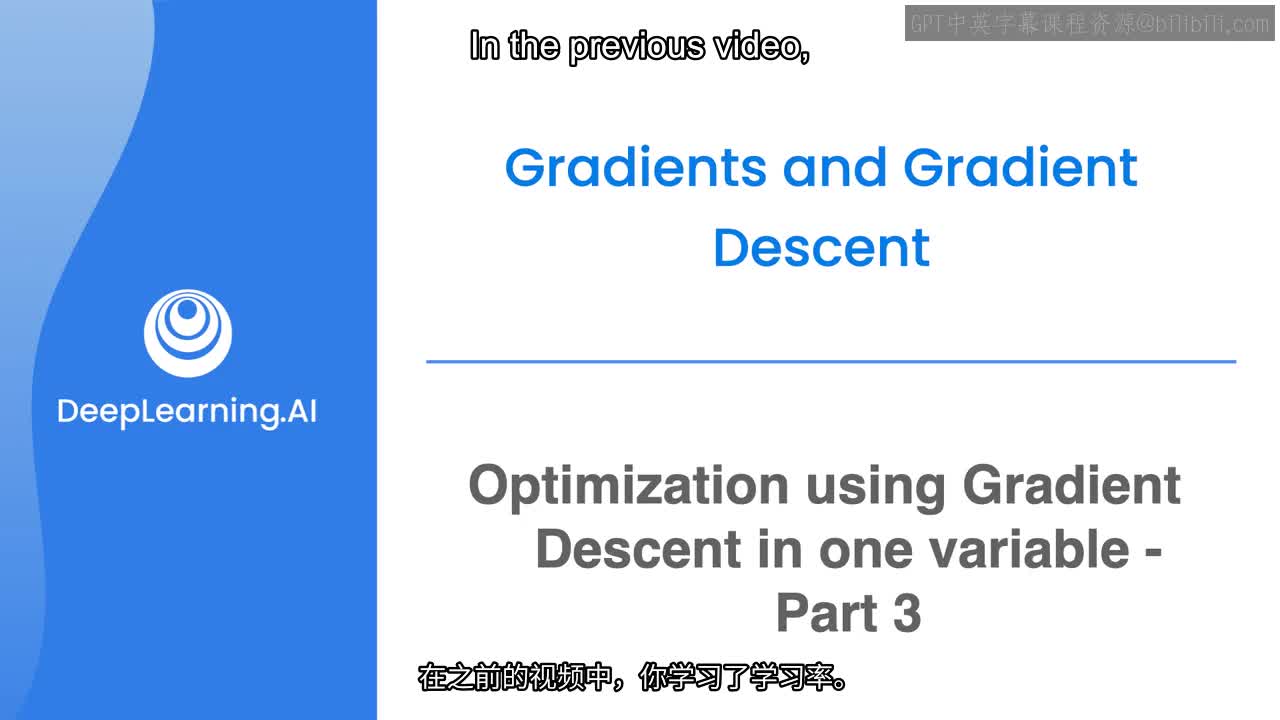 GPT中英字幕课程资源@bilibili.com
In the previous video,
Gradients and Gradient
Descent
DeepLearning.AI
Optimization using Gradient
Descent in one variable -
Part 3
在之前的视频中，你学习了学习率。